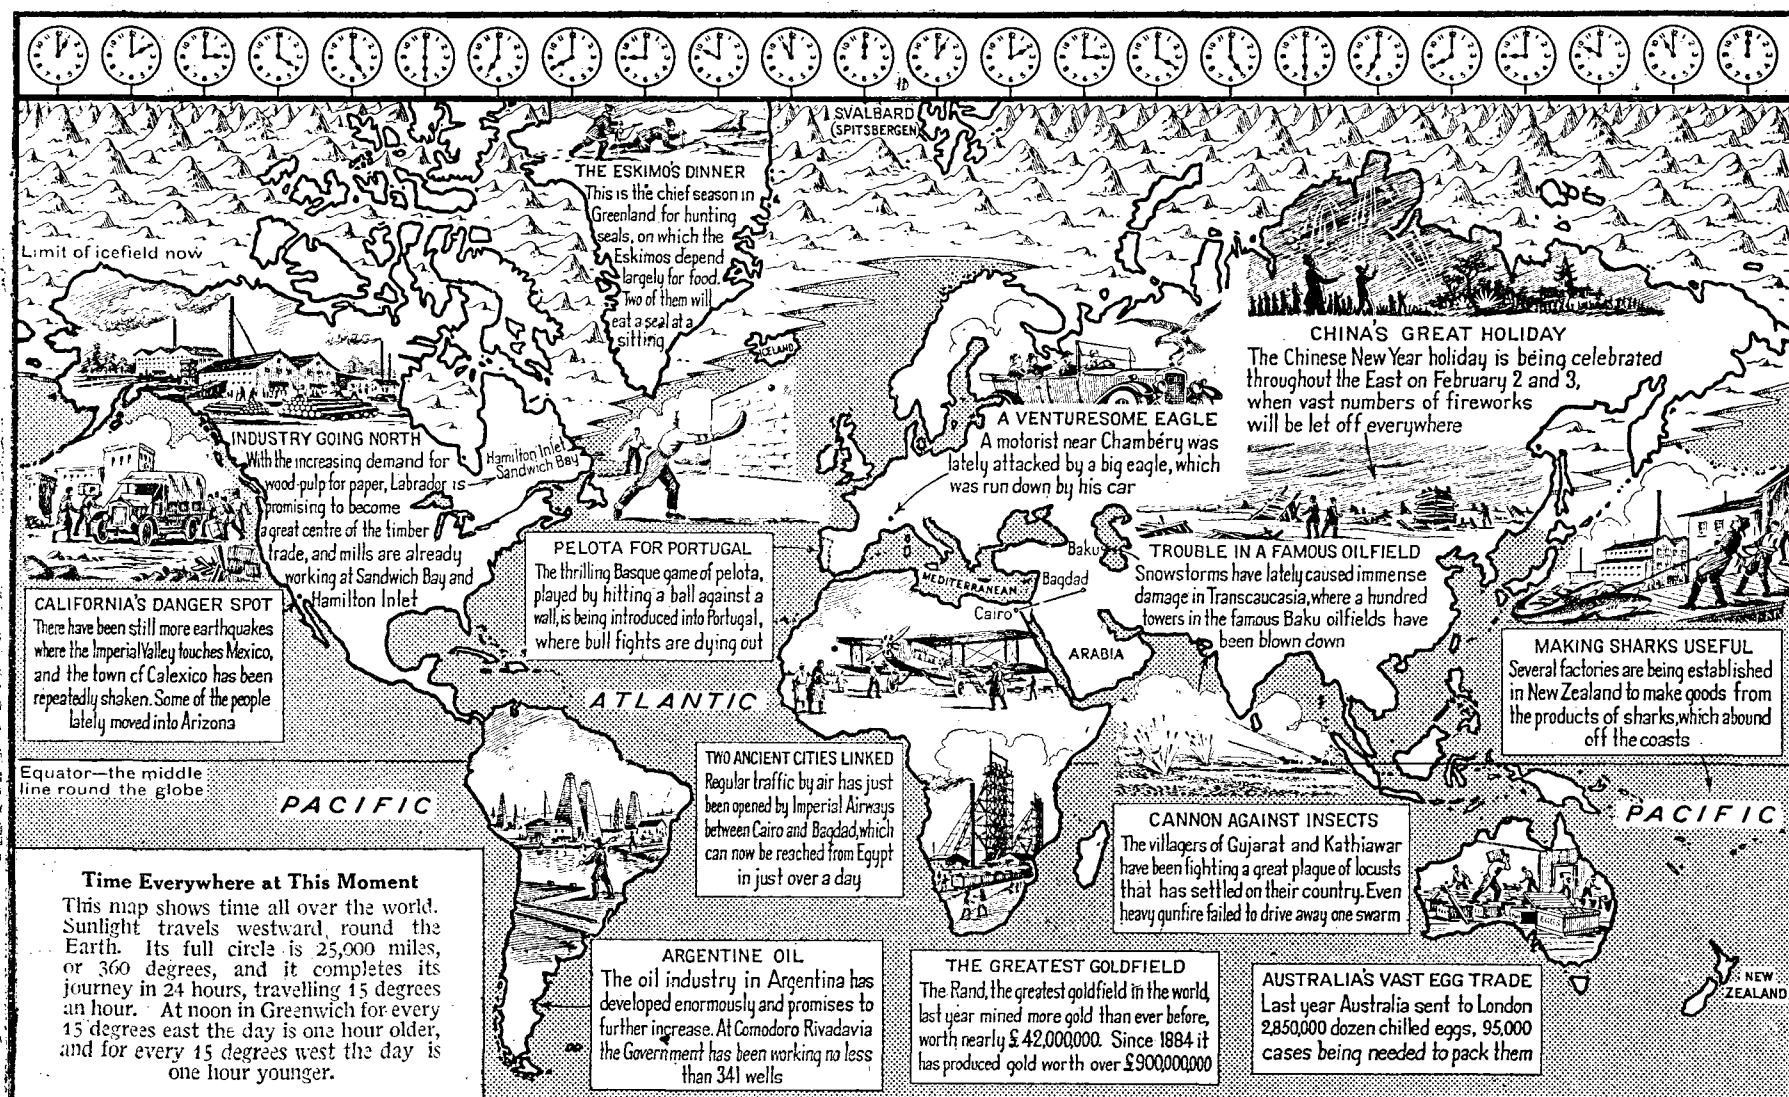 SVALBARD
(SPITSBERGEN)
THE ESKIMO'S DINNER
This is the chief season in
Greenland for hunting
seals, on which the
Eskimos depend
largely for food.
Two of them will
eat a seal at a
sitting
Limit of icefield now
ICELAND
CHINA'S GREAT HOLIDAY
The Chinese New Year holiday is being celebrated
throughout the East on February 2 and 3,
when vast numbers of fireworks
will be let off everywhere
A VENTURESOME EAGLE
A motorist near Chambéry was
lately attacked by a big eagle, which
was run down by his car
INDUSTRY GOING NORTH
With the increasing demand for
wood-pulp for paper, Labrador is
promising to become
a great centre of the timber
trade, and mills are already
working at Sandwich Bay and
Hamilton Inlet
Hamilton Inlet
Sandwich Bay
PELOTA FOR PORTUGAL
The thrilling Basque game of pelota,
played by hitting a ball against a
wall, is being introduced into Portugal,
where bull fights are dying out
TROUBLE IN A FAMOUS OILFIELD
Snowstorms have lately caused immense
damage in Transcaucasia, where a hundred
towers in the famous Baku oilfields have
been blown down
Baku
Bagdad
MEDITERRANEAN
Cairo
ARABIA
CALIFORNIA'S DANGER SPOT
There have been still more earthquakes
where the Imperial Valley touches Mexico,
and the town of Calexico has been
repeatedly shaken. Some of the people
lately moved into Arizona
MAKING SHARKS USEFUL
Several factories are being established
in New Zealand to make goods from
the products of sharks, which abound
off the coasts
ATLANTIC
Equator—the middle
line round the globe
PACIFIC
TWO ANCIENT CITIES LINKED
Regular traffic by air has just
been opened by Imperial Airways
between Cairo and Bagdad, which
can now be reached from Egypt
in just over a day
CANNON AGAINST INSECTS
The villagers of Gujarat and Kathiawar
have been fighting a great plague of locusts
that has settled on their country. Even
heavy gunfire failed to drive away one swarm
PACIFIC
Time Everywhere at This Moment
This map shows time all over the world.
Sunlight travels westward round the
Earth. Its full circle is 25,000 miles,
or 360 degrees, and it completes its
journey in 24 hours, travelling 15 degrees
an hour. At noon in Greenwich for every
15 degrees east the day is one hour older,
and for every 15 degrees west the day is
one hour younger.
ARGENTINE OIL
The oil industry in Argentina has
developed enormously and promises to
further increase. At Comodoro Rivadavia
the Government has been working no less
than 341 wells
THE GREATEST GOLDFIELD
The Rand, the greatest goldfield in the world,
last year mined more gold than ever before,
worth nearly £42,000,000. Since 1884 it
has produced gold worth over £900,000,000
AUSTRALIA'S VAST EGG TRADE
Last year Australia sent to London
2,850,000 dozen chilled eggs, 95,000
cases being needed to pack them
NEW
ZEALAND